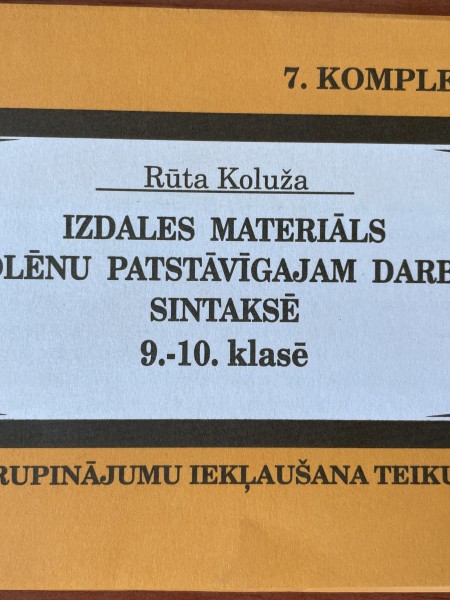 7. KOMPLE
Rūta Koluža
IZDALES MATERIĀLS
OLĒNU PATSTĀVĪGAJAM DARB
SINTAKSĒ
9.-10. klasē
RUPINĀJUMU IEKĻAUŠANA TEIKU